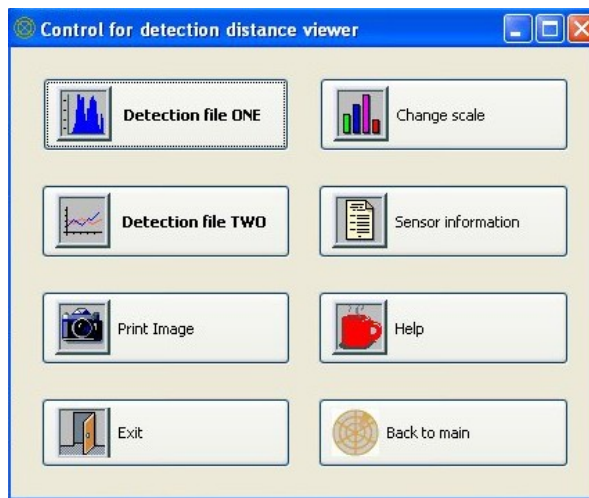 Control for detection distance viewer
Detection file ONE
Change scale
Detection file TWO
Sensor information
Print Image
Help
Exit
Back to main